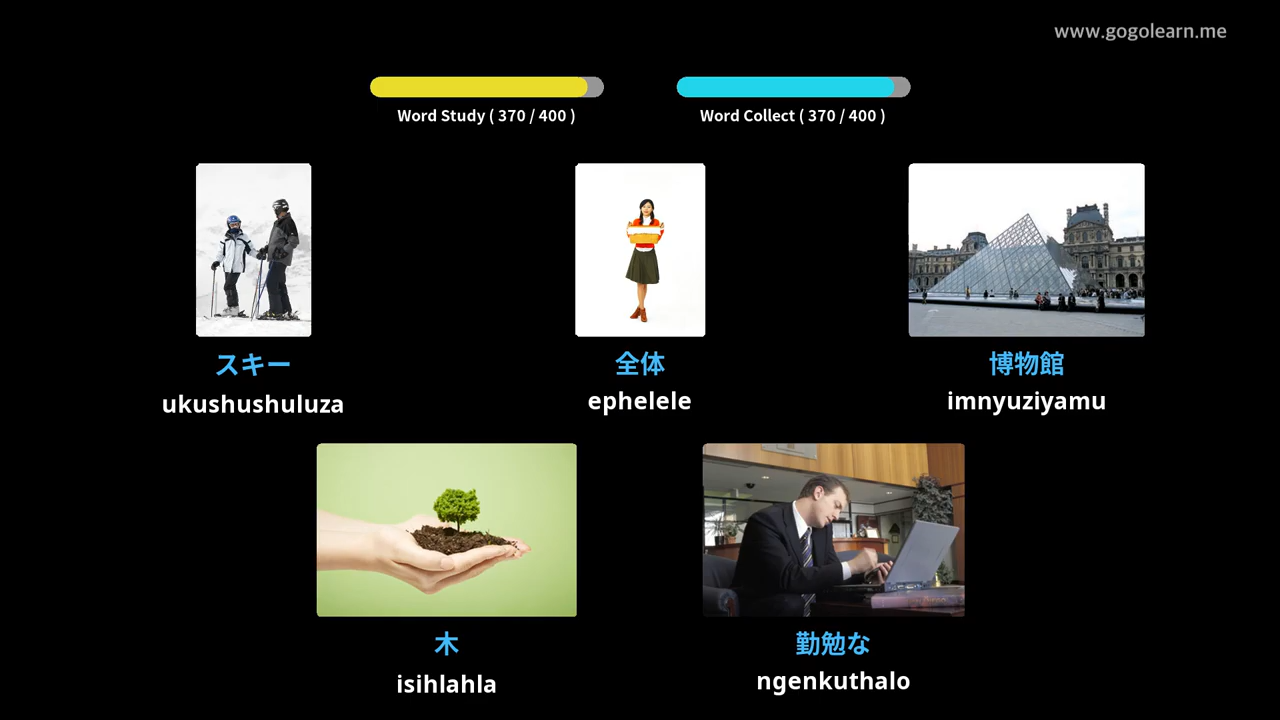 www.gogolearn.me
Word Study ( 370 / 400 )
Word Collect ( 370 / 400 )
スキー
ukushushuluza
全体
ephelele
博物館
imnyuziyamu
木
isihlahla
勤勉な
ngenkuthalo